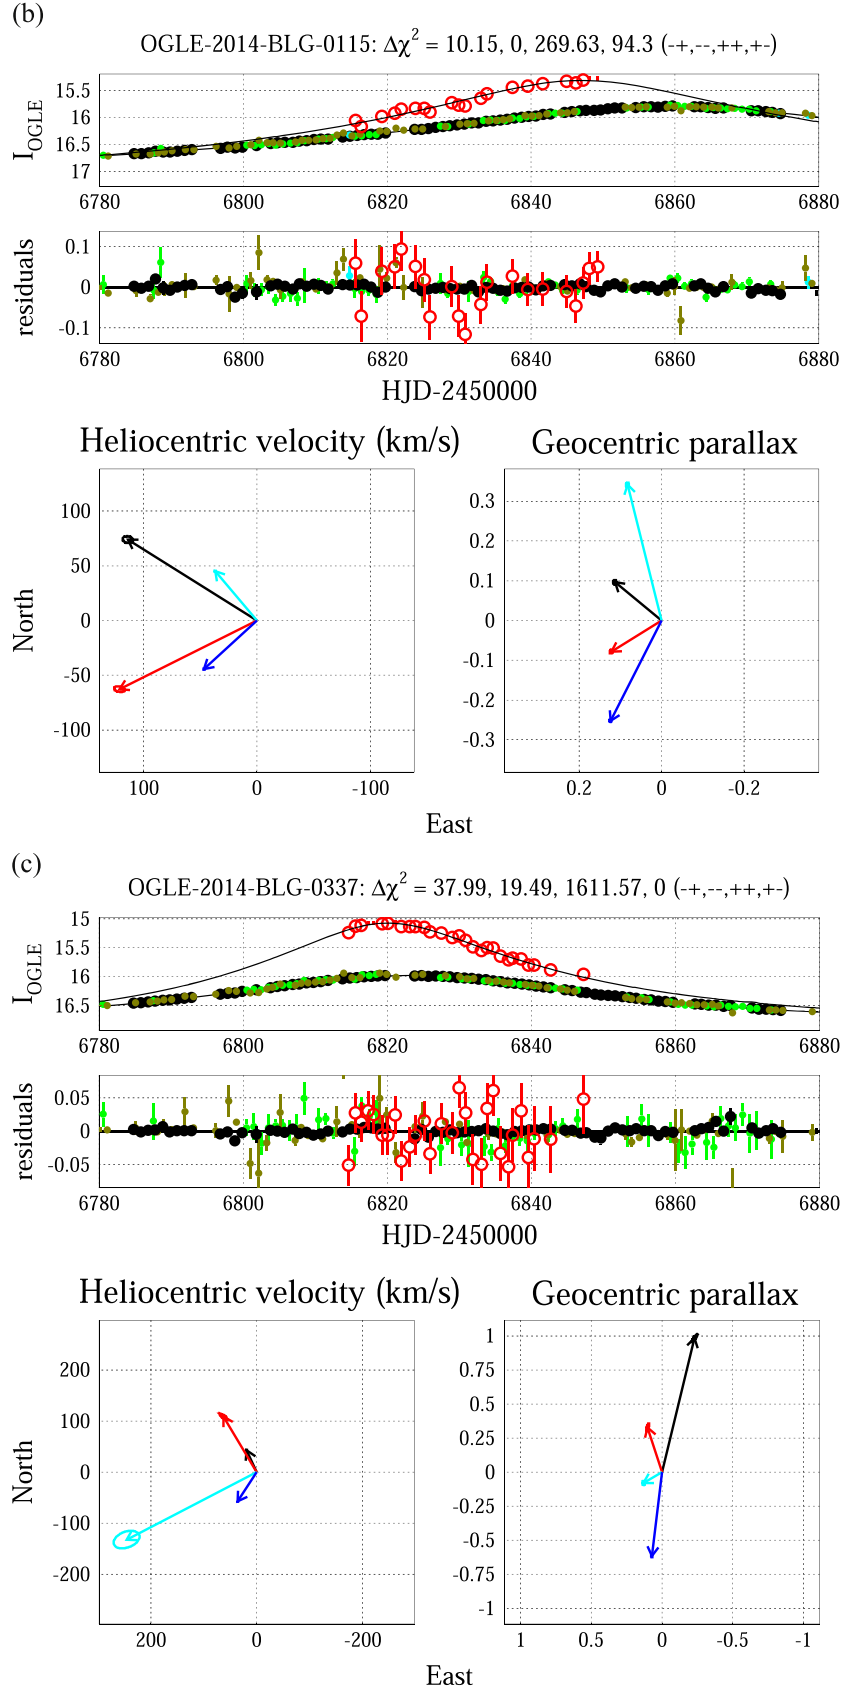 (b)
OGLE-2014-BLG-0115: Δχ² = 10.15, 0, 269.63, 94.3 (-+,--,++,+-)
I_OGLE
15.5
16
16.5
17
6780 6800 6820 6840 6860 6880
residuals
0.1
0
-0.1
6780 6800 6820 6840 6860 6880
HJD-2450000
Heliocentric velocity (km/s) Geocentric parallax
North
100
50
0
-50
-100
0.3
0.2
0.1
0
-0.1
-0.2
-0.3
100 0 -100 0.2 0 -0.2
East
(c)
OGLE-2014-BLG-0337: Δχ² = 37.99, 19.49, 1611.57, 0 (-+,--,++,+-)
I_OGLE
15
15.5
16
16.5
6780 6800 6820 6840 6860 6880
residuals
0.05
0
-0.05
6780 6800 6820 6840 6860 6880
HJD-2450000
Heliocentric velocity (km/s) Geocentric parallax
North
200
100
0
-100
-200
1
0.75
0.5
0.25
0
-0.25
-0.5
-0.75
-1
200 0 -200 1 0.5 0 -0.5 -1
East